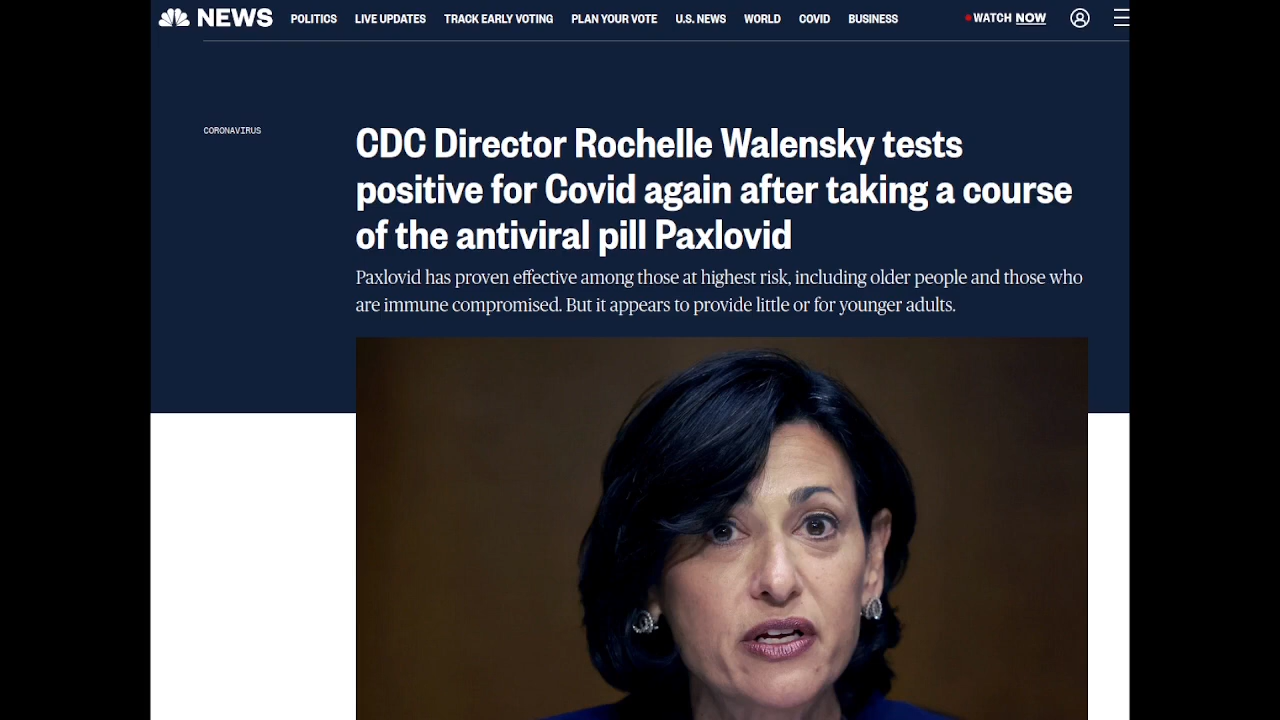 NEWS POLITICS LIVE UPDATES TRACK EARLY VOTING PLAN YOUR VOTE U.S. NEWS WORLD COVID BUSINESS WATCH NOW
CORONAVIRUS
CDC Director Rochelle Walensky tests
positive for Covid again after taking a course
of the antiviral pill Paxlovid
Paxlovid has proven effective among those at highest risk, including older people and those who
are immune compromised. But it appears to provide little or for younger adults.